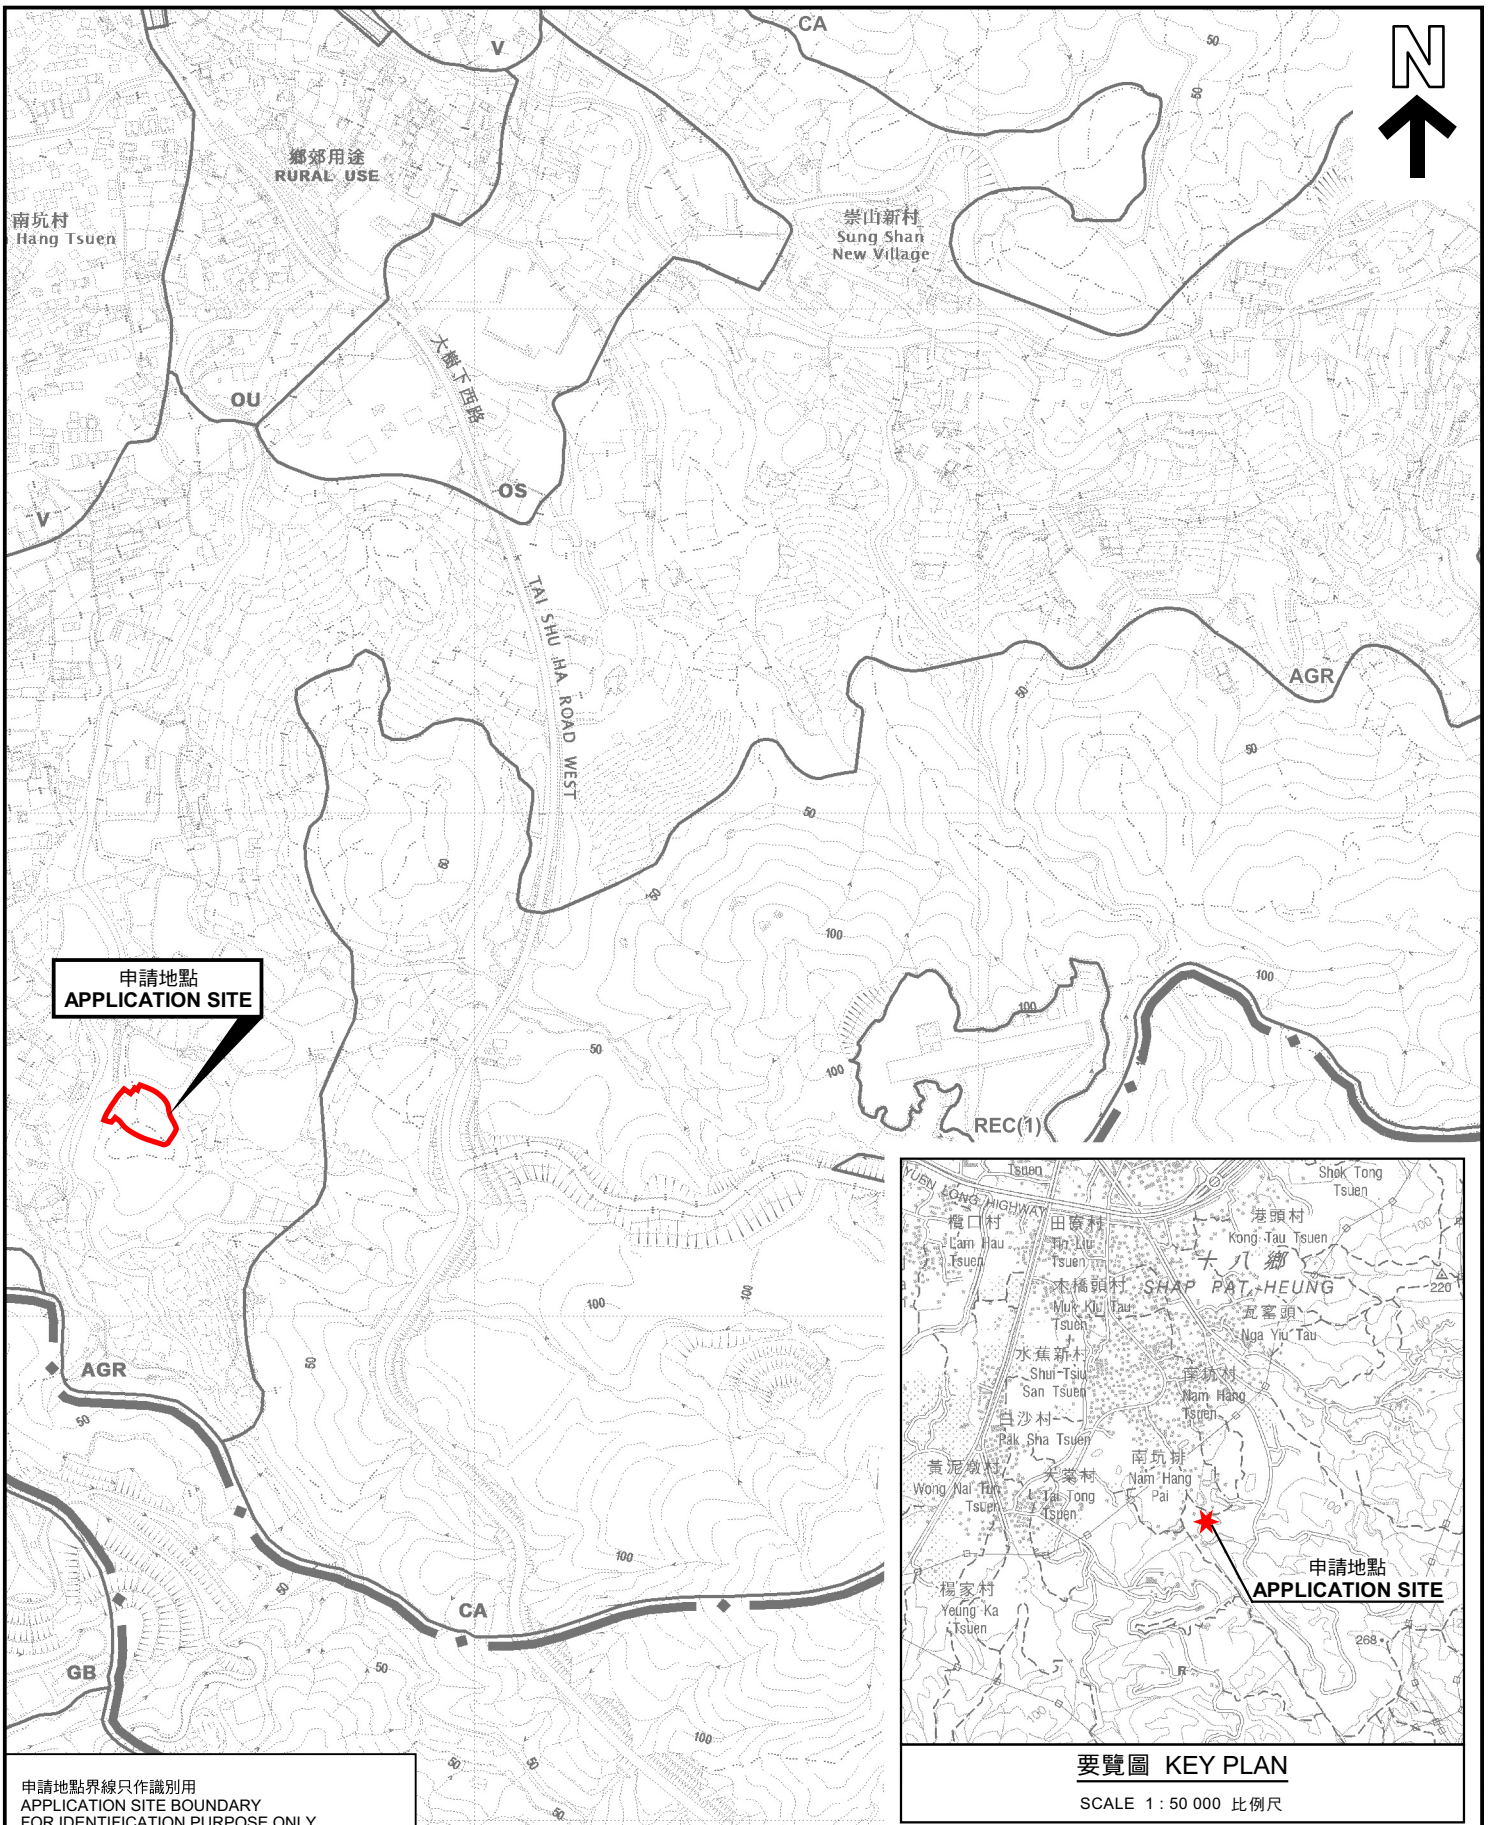 CA
V
50
50
N
鄉郊用途
RURAL USE
南坑村
Hang Tsuen
崇山新村
Sung Shan
New Village
大樹下西路
OU
OS
V
TAI SHU HA ROAD WEST
AGR
50
50
50
60
50
100
申請地點
APPLICATION SITE
100
100
50
100
REC(1)
100
100
50
AGR
50
50
100
CA
GB
50
100
50
50
50
申請地點界線只作識別用
APPLICATION SITE BOUNDARY
FOR IDENTIFICATION PURPOSE ONLY
Tsuen
YUEN LONG HIGHWAY
Shek Tong
Tsuen
欖口村
Lam Hau
Tsuen
田寮村
Tin Liu
Tsuen
港頭村
Kong Tau Tsuen
十八鄉
SHAP PAT HEUNG
100
220
木橋頭村
Muk Kiu Tau
Tsuen
瓦窰頭
Nga Yiu Tau
水蕉新村
Shui Tsiu
San Tsuen
南坑村
Nam Hang
Tsuen
白沙村
Pak Sha Tsuen
黃泥墩村
Wong Nai Tun
Tsuen
大棠村
Tai Tong
Tsuen
南坑排
Nam Hang
Pai
100
申請地點
APPLICATION SITE
楊家村
Yeung Ka
Tsuen
268
R
100
要覽圖 KEY PLAN
SCALE 1 : 50 000 比例尺